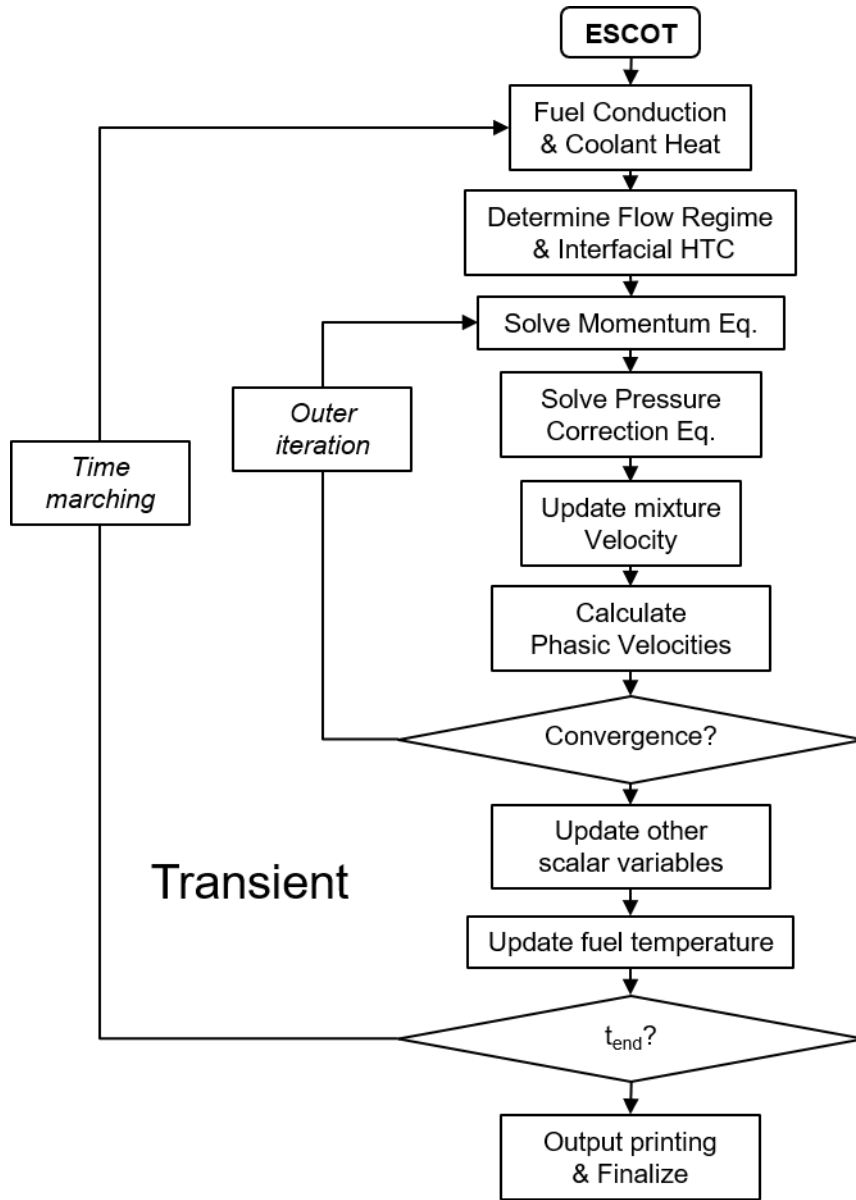 ESCOT
Fuel Conduction
& Coolant Heat
Determine Flow Regime
& Interfacial HTC
Solve Momentum Eq.
Outer
iteration
Solve Pressure
Correction Eq.
Time
marching
Update mixture
Velocity
Calculate
Phasic Velocities
Convergence?
Update other
scalar variables
Transient
Update fuel temperature
tend?
Output printing
& Finalize